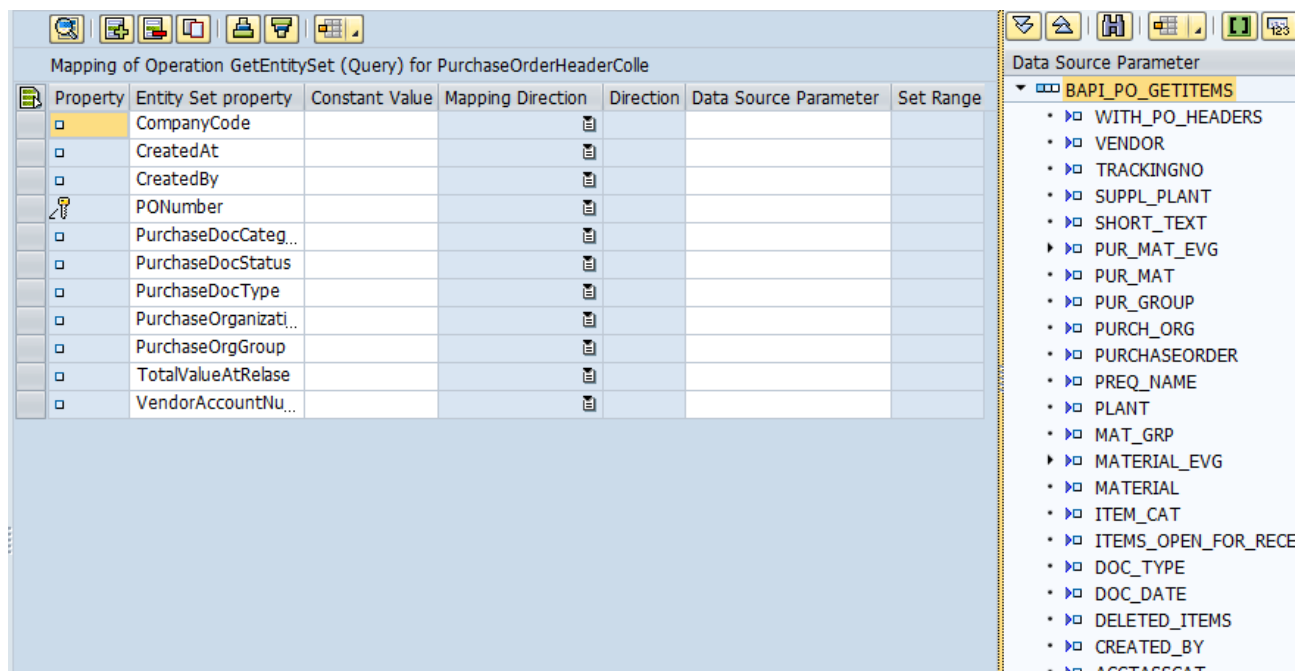 Mapping of Operation GetEntitySet (Query) for PurchaseOrderHeaderColle
Property Entity Set property Constant Value Mapping Direction Direction Data Source Parameter Set Range
CompanyCode
CreatedAt
CreatedBy
PONumber
PurchaseDocCateg...
PurchaseDocStatus
PurchaseDocType
PurchaseOrganizati...
PurchaseOrgGroup
TotalValueAtRelase
VendorAccountNu...
123
Data Source Parameter
BAPI_PO_GETITEMS
WITH_PO_HEADERS
VENDOR
TRACKINGNO
SUPPL_PLANT
SHORT_TEXT
PUR_MAT_EVG
PUR_MAT
PUR_GROUP
PURCH_ORG
PURCHASEORDER
PREQ_NAME
PLANT
MAT_GRP
MATERIAL_EVG
MATERIAL
ITEM_CAT
ITEMS_OPEN_FOR_RECE
DOC_TYPE
DOC_DATE
DELETED_ITEMS
CREATED_BY